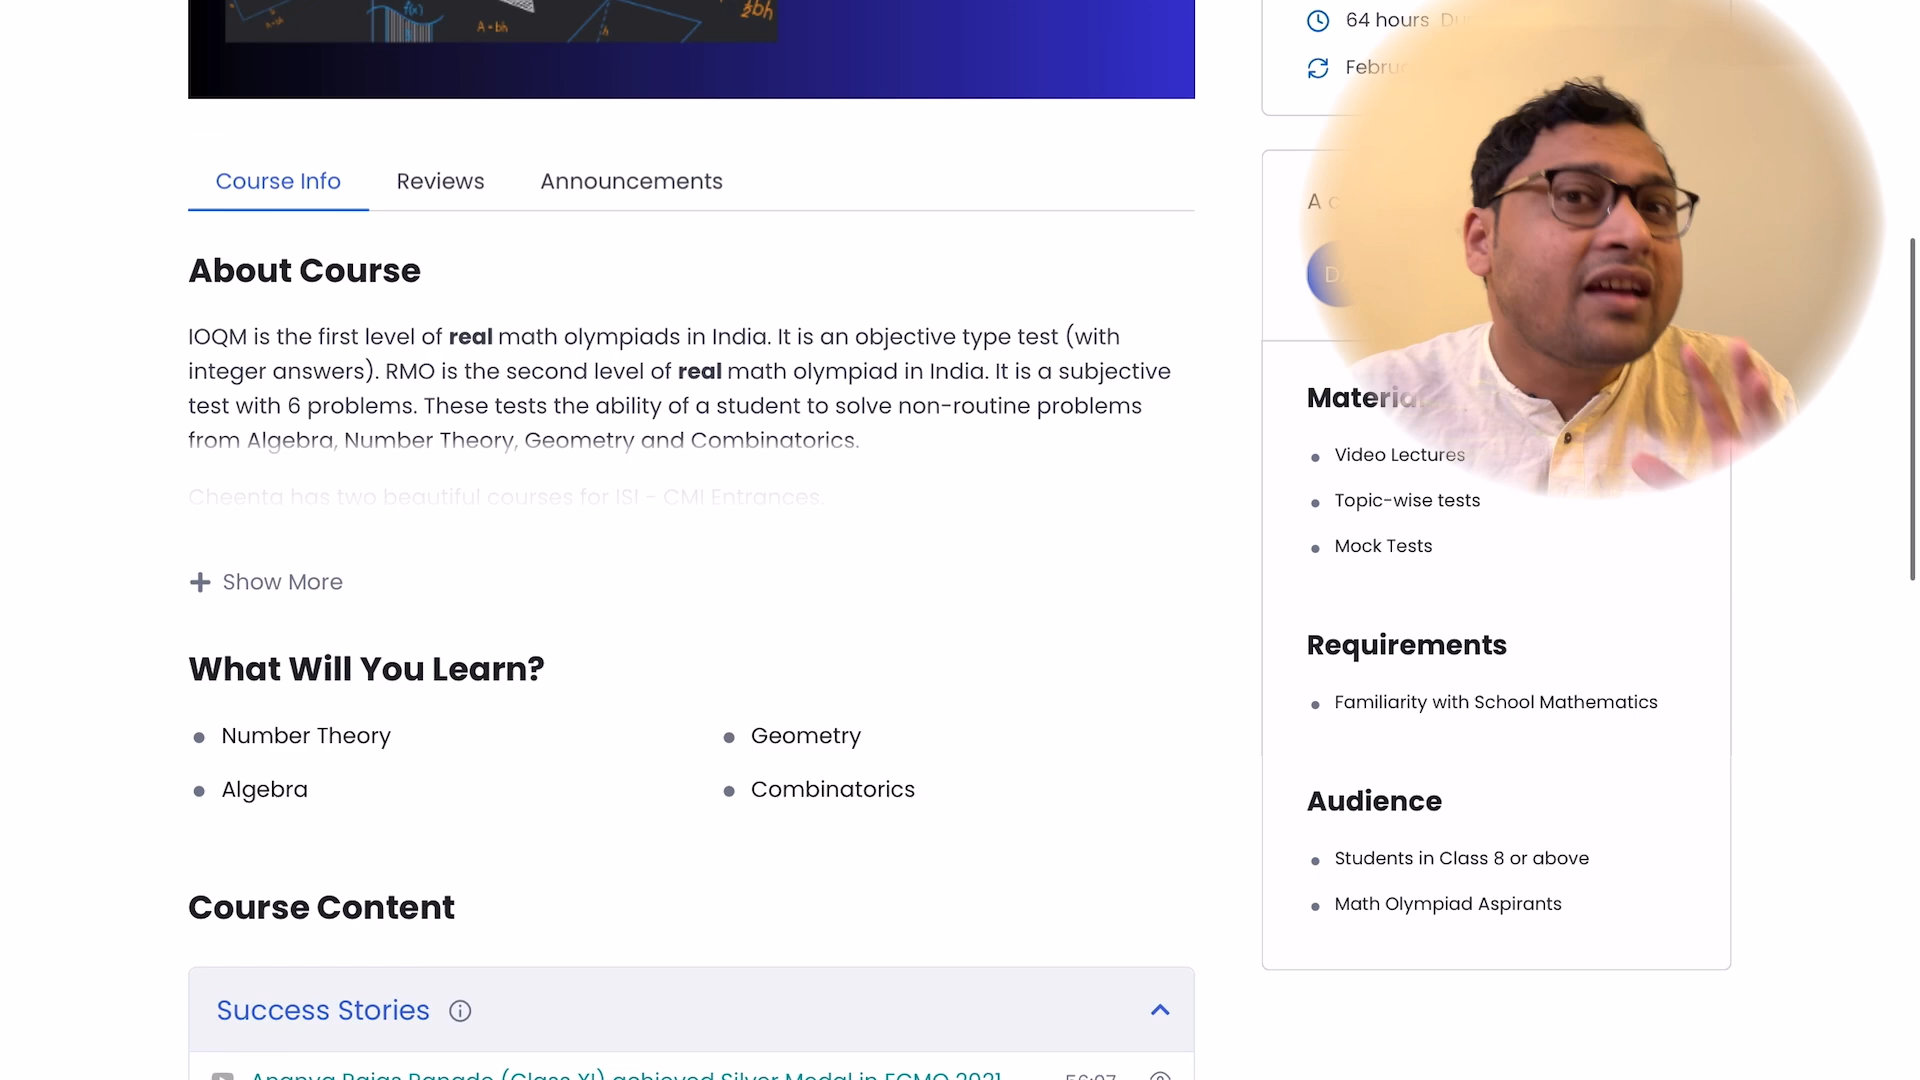 f(x)
A = bh
½bh
64 hours
Course Info
Reviews
Announcements
About Course
IOQM is the first level of real math olympiads in India. It is an objective type test (with
integer answers). RMO is the second level of real math olympiad in India. It is a subjective
test with 6 problems. These tests the ability of a student to solve non-routine problems
from Algebra, Number Theory, Geometry and Combinatorics.
Cheenta has two beautiful courses for ISI - CMI Entrances.
Show More
What Will You Learn?
Number Theory
Geometry
Algebra
Combinatorics
Course Content
Success Stories
A
Video Lectures
Topic-wise tests
Mock Tests
Requirements
Familiarity with School Mathematics
Audience
Students in Class 8 or above
Math Olympiad Aspirants